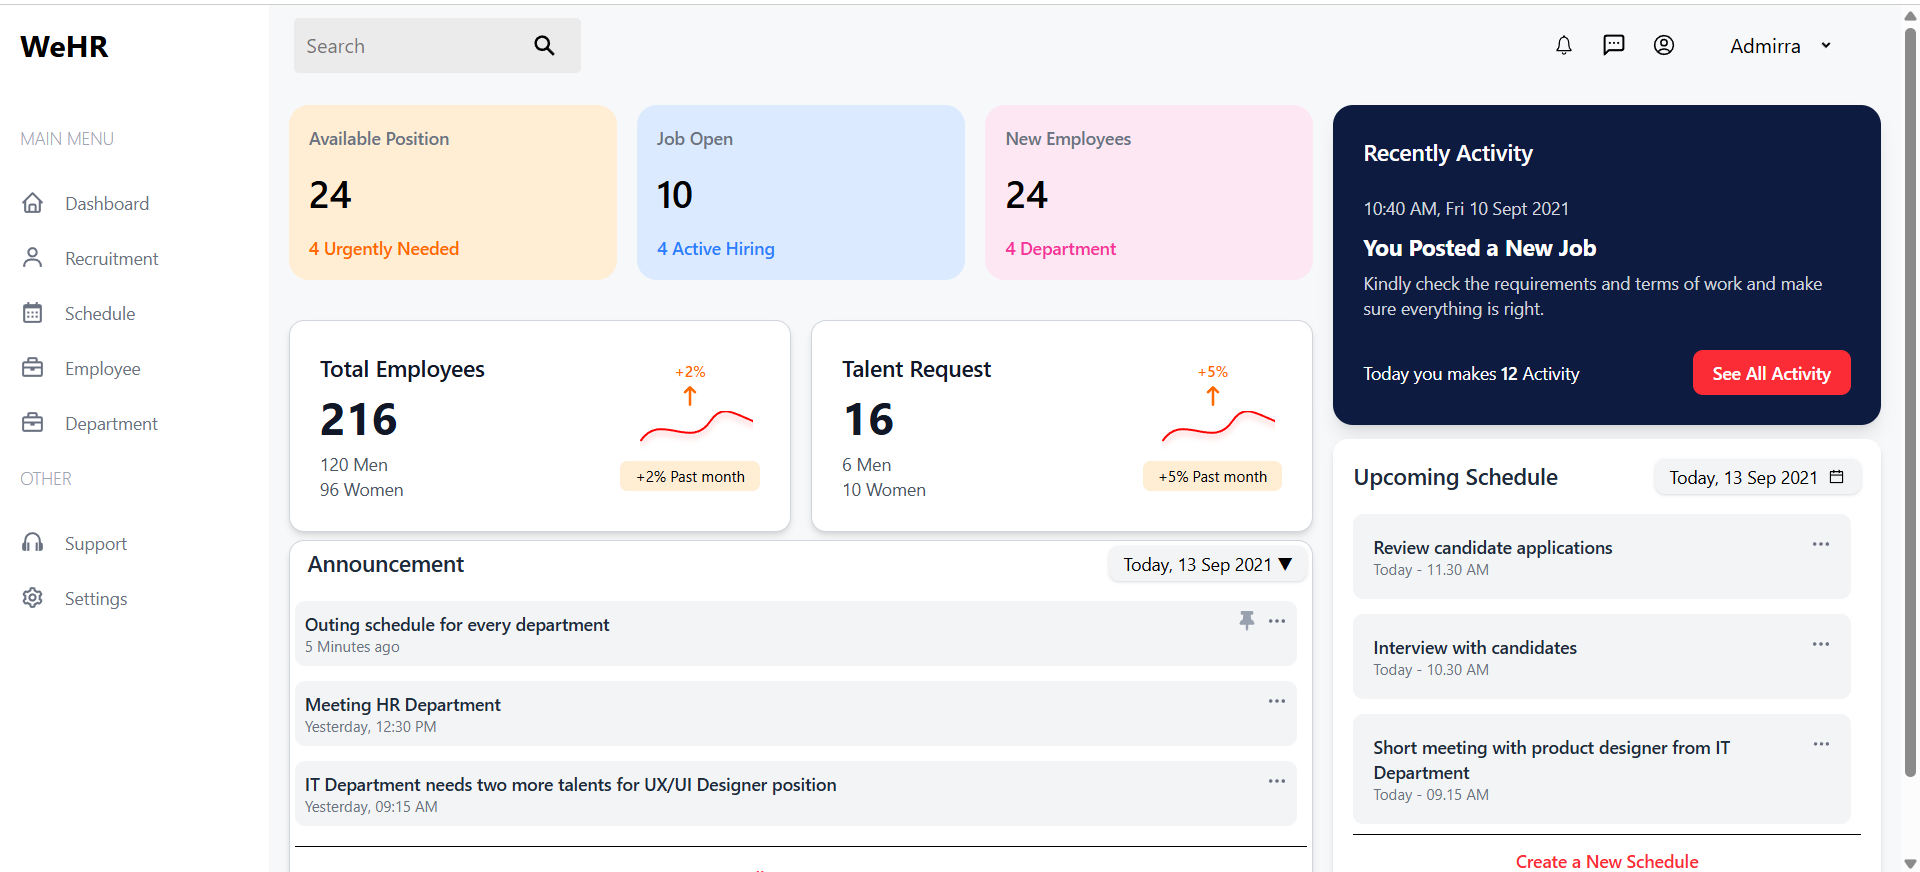 WeHR
MAIN MENU
Dashboard
Recruitment
Schedule
Employee
Department
OTHER
Support
Settings
Search
Admirra
Available Position
24
4 Urgently Needed
Job Open
10
4 Active Hiring
New Employees
24
4 Department
Total Employees
216
120 Men
96 Women
+2%
+2% Past month
Talent Request
16
6 Men
10 Women
+5%
+5% Past month
Announcement
Today, 13 Sep 2021 ▼
Outing schedule for every department
5 Minutes ago
Meeting HR Department
Yesterday, 12:30 PM
IT Department needs two more talents for UX/UI Designer position
Yesterday, 09:15 AM
Recently Activity
10:40 AM, Fri 10 Sept 2021
You Posted a New Job
Kindly check the requirements and terms of work and make
sure everything is right.
Today you makes 12 Activity
See All Activity
Upcoming Schedule
Today, 13 Sep 2021
Review candidate applications
Today - 11.30 AM
Interview with candidates
Today - 10.30 AM
Short meeting with product designer from IT
Department
Today - 09.15 AM
Create a New Schedule